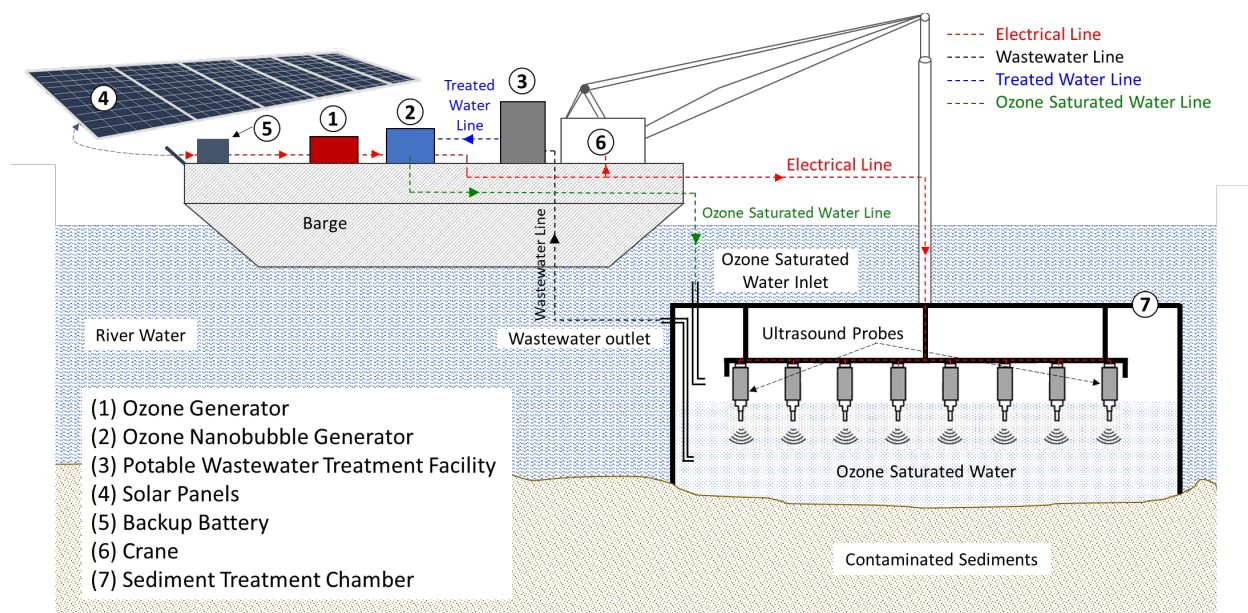 Electrical Line
Wastewater Line
Treated Water Line
Ozone Saturated Water Line
4
5
1
2
Treated
Water
Line
3
6
Electrical Line
Barge
Wastewater Line
Ozone Saturated Water Line
Ozone Saturated
Water Inlet
7
River Water
Wastewater outlet
Ultrasound Probes
Ozone Saturated Water
Contaminated Sediments
(1) Ozone Generator
(2) Ozone Nanobubble Generator
(3) Potable Wastewater Treatment Facility
(4) Solar Panels
(5) Backup Battery
(6) Crane
(7) Sediment Treatment Chamber